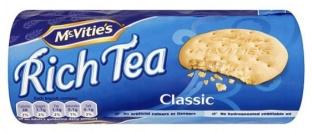 McVitie's
Rich Tea
Classic
No artificial colours or flavours
No hydrogenated vegetable oil